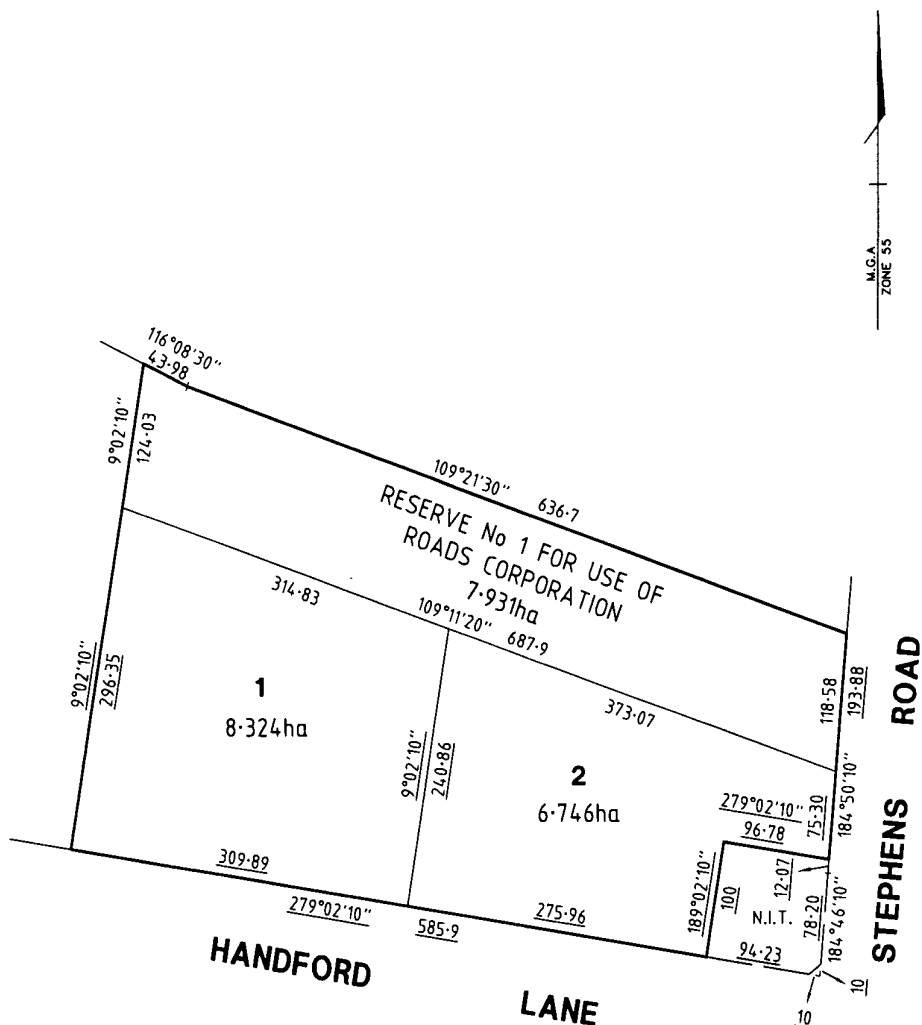 M.G.A
ZONE 55
116°08'30"
43·98
9°02'10"
124·03
109°21'30" 636·7
RESERVE No 1 FOR USE OF
ROADS CORPORATION
7·931ha
314·83
109°11'20" 687·9
373·07
118·58
193·88
ROAD
9°02'10"
296·35
1
8·324ha
9°02'10"
240·86
2
6·746ha
279°02'10"
96·78
75·30
184°50'10"
STEPHENS
189°02'10"
100
12·07
N.I.T.
78·20
184°46'10"
94·23
10
10
309·89
279°02'10"
585·9
275·96
HANDFORD
LANE